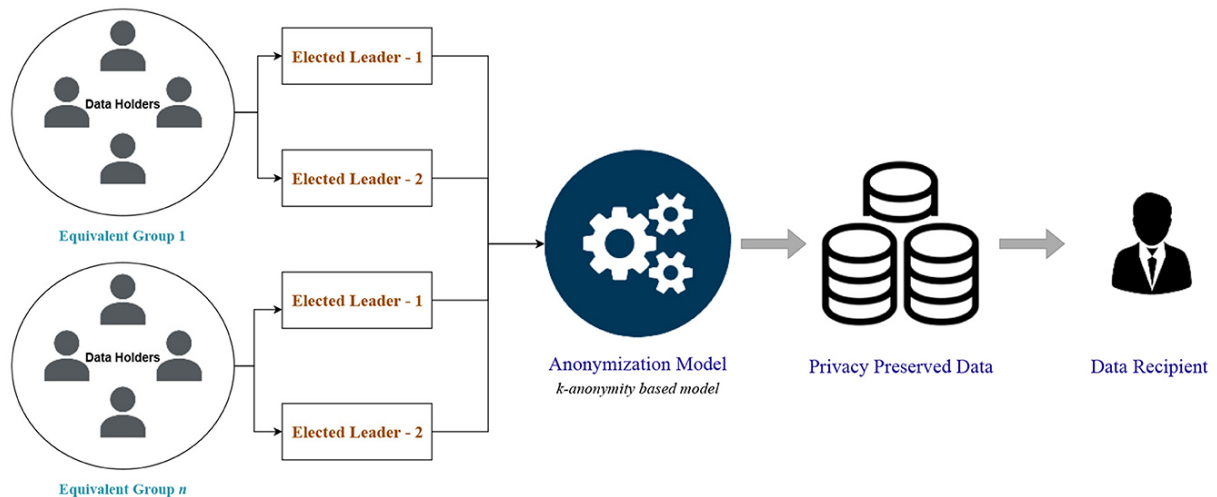 Data Holders
Equivalent Group 1
Elected Leader - 1
Elected Leader - 2
Data Holders
Equivalent Group n
Elected Leader - 1
Elected Leader - 2
Anonymization Model
k-anonymity based model
Privacy Preserved Data
Data Recipient